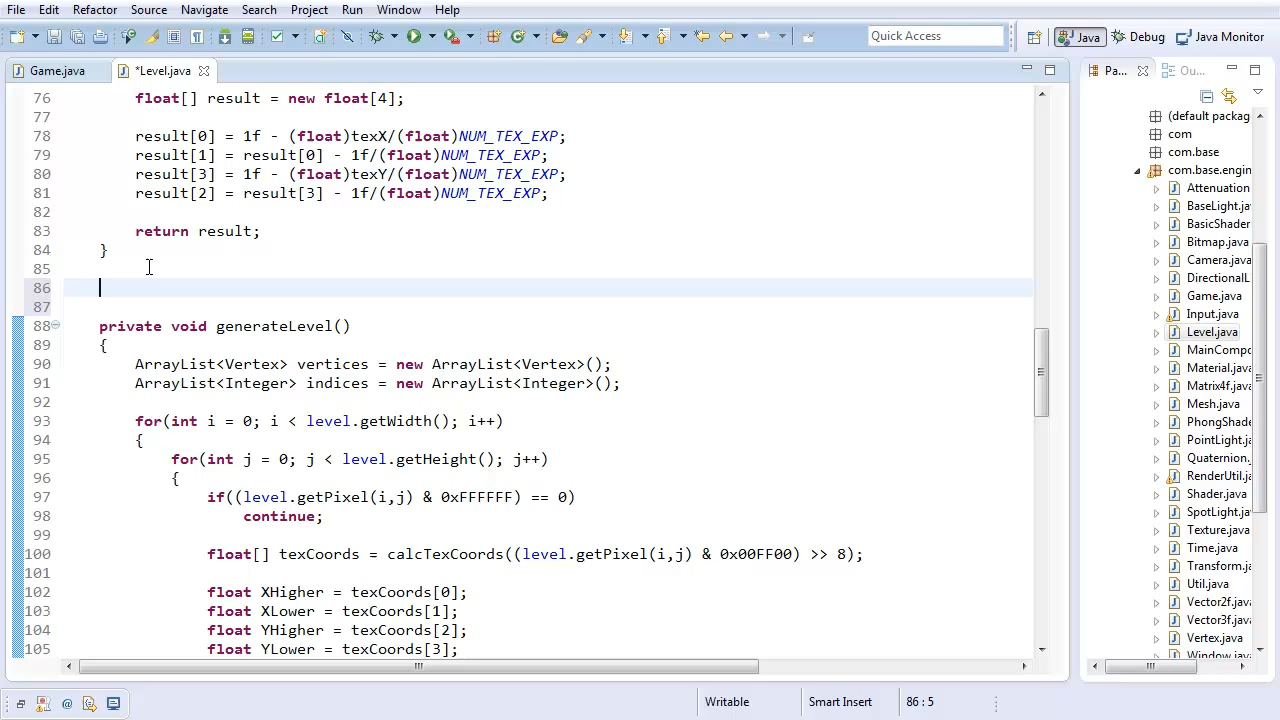 File Edit Refactor Source Navigate Search Project Run Window Help
Quick Access
Java
Debug
Java Monitor
Game.java
*Level.java
Pa...
Ou...
76 float[] result = new float[4];
77
78 result[0] = 1f - (float)texX/(float)NUM_TEX_EXP;
79 result[1] = result[0] - 1f/(float)NUM_TEX_EXP;
80 result[3] = 1f - (float)texY/(float)NUM_TEX_EXP;
81 result[2] = result[3] - 1f/(float)NUM_TEX_EXP;
82
83 return result;
84 }
85
86
87
88 private void generateLevel()
89 {
90 ArrayList<Vertex> vertices = new ArrayList<Vertex>();
91 ArrayList<Integer> indices = new ArrayList<Integer>();
92
93 for(int i = 0; i < level.getWidth(); i++)
94 {
95 for(int j = 0; j < level.getHeight(); j++)
96 {
97 if((level.getPixel(i,j) & 0xFFFFFF) == 0)
98 continue;
99
100 float[] texCoords = calcTexCoords((level.getPixel(i,j) & 0x00FF00) >> 8);
101
102 float XHigher = texCoords[0];
103 float XLower = texCoords[1];
104 float YHigher = texCoords[2];
105 float YLower = texCoords[3];
(default packag
com
com.base
com.base.engin
Attenuation
BaseLight.jav
BasicShader
Bitmap.java
Camera.java
DirectionalL
Game.java
Input.java
Level.java
MainCompo
Material.java
Matrix4f.java
Mesh.java
PhongShade
PointLight.ja
Quaternion.
RenderUtil.j
Shader.java
SpotLight.ja
Texture.java
Time.java
Transform.ja
Util.java
Vector2f.java
Vector3f.java
Vertex.java
Window.java
Writable
Smart Insert
86 : 5